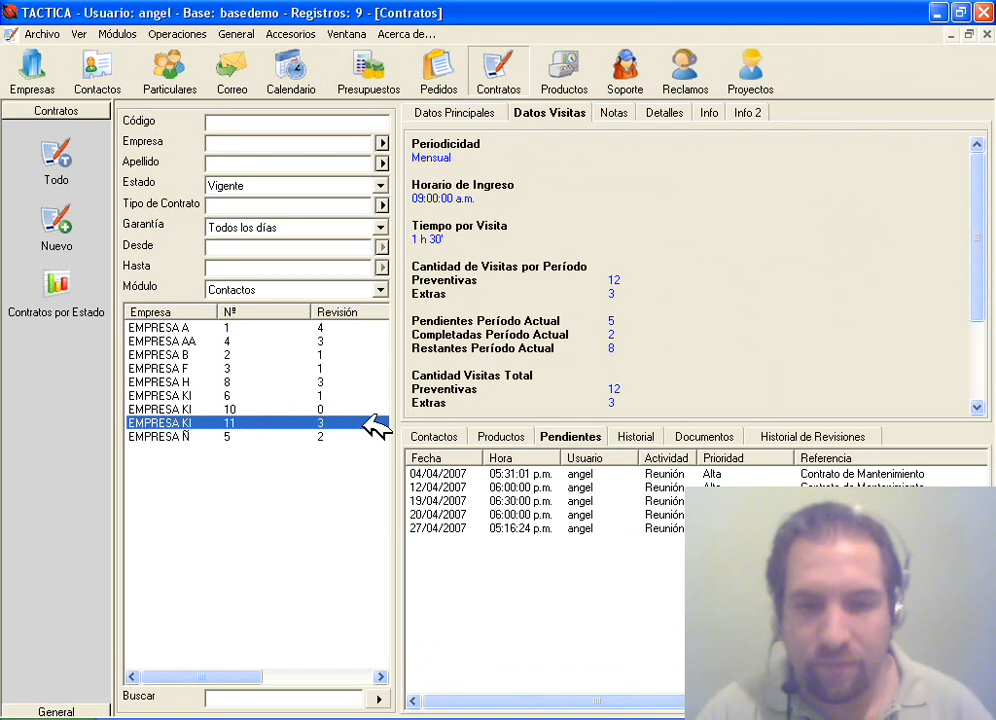 TACTICA - Usuario: angel - Base: basedemo - Registros: 9 - [Contratos]
Archivo Ver Módulos Operaciones General Accesorios Ventana Acerca de...
Empresas Contactos Particulares Correo Calendario Presupuestos Pedidos Contratos Productos Soporte Reclamos Proyectos
Contratos
Todo
Nuevo
Contratos por Estado
General
Código
Empresa
Apellido
Estado Vigente
Tipo de Contrato
Garantía Todos los días
Desde
Hasta
Módulo Contactos
Empresa Nº Revisión
EMPRESA A 1 4
EMPRESA AA 4 3
EMPRESA B 2 1
EMPRESA F 3 1
EMPRESA H 8 3
EMPRESA KI 6 1
EMPRESA KI 10 0
EMPRESA KI 11 3
EMPRESA Ñ 5 2
Buscar
Datos Principales Datos Visitas Notas Detalles Info Info 2
Periodicidad
Mensual
Horario de Ingreso
09:00:00 a.m.
Tiempo por Visita
1 h 30'
Cantidad de Visitas por Período
Preventivas 12
Extras 3
Pendientes Período Actual 5
Completadas Período Actual 2
Restantes Período Actual 8
Cantidad Visitas Total
Preventivas 12
Extras 3
Contactos Productos Pendientes Historial Documentos Historial de Revisiones
Fecha Hora Usuario Actividad Prioridad Referencia
04/04/2007 05:31:01 p.m. angel Reunión Alta Contrato de Mantenimiento
12/04/2007 06:00:00 p.m. angel Reunión Alta Contrato de Mantenimiento
19/04/2007 06:30:00 p.m. angel Reunión
20/04/2007 06:00:00 p.m. angel Reunión
27/04/2007 05:16:24 p.m. angel Reunión